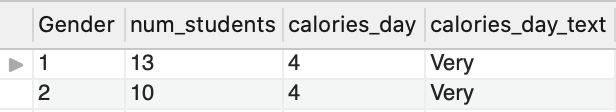 Gender num_students calories_day calories_day_text
1 13 4 Very
2 10 4 Very